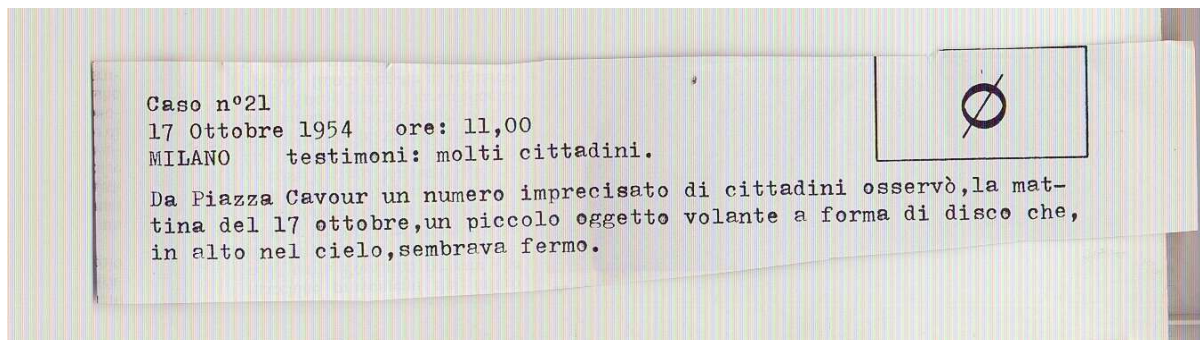 Caso nº21
17 Ottobre 1954 ore: 11,00
MILANO testimoni: molti cittadini.
Ø
Da Piazza Cavour un numero imprecisato di cittadini osservò,la mat-
tina del 17 ottobre,un piccolo oggetto volante a forma di disco che,
in alto nel cielo,sembrava fermo.